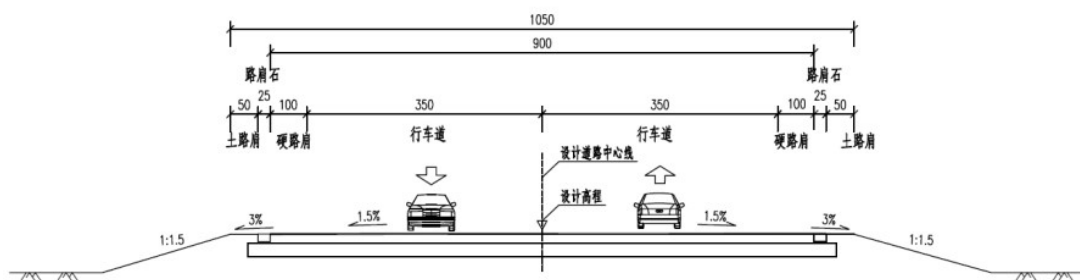 1050
900
路肩石 路肩石
50 25 100 350 350 100 25 50
土路肩 硬路肩 行车道 行车道 硬路肩 土路肩
设计道路中心线
设计高程
3% 1.5% 1.5% 3%
1:1.5 1:1.5